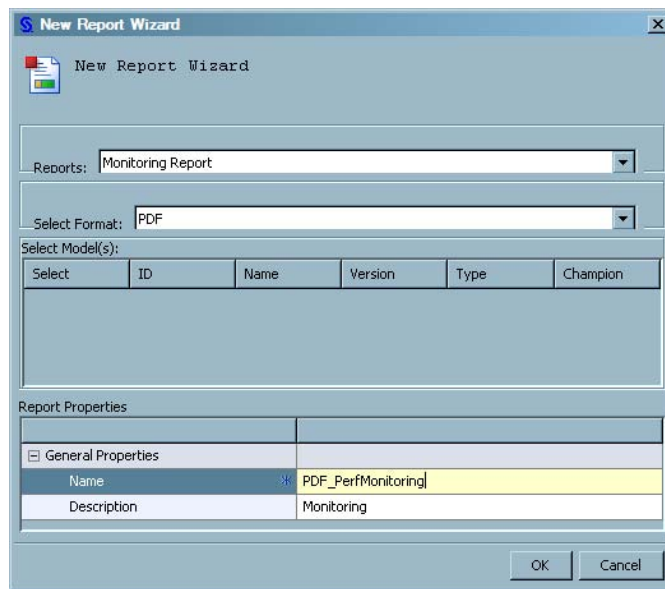 New Report Wizard
New Report Wizard
Reports: Monitoring Report
Select Format: PDF
Select Model(s):
Select ID Name Version Type Champion
Report Properties
General Properties
Name PDF_PerfMonitoring
Description Monitoring
OK Cancel